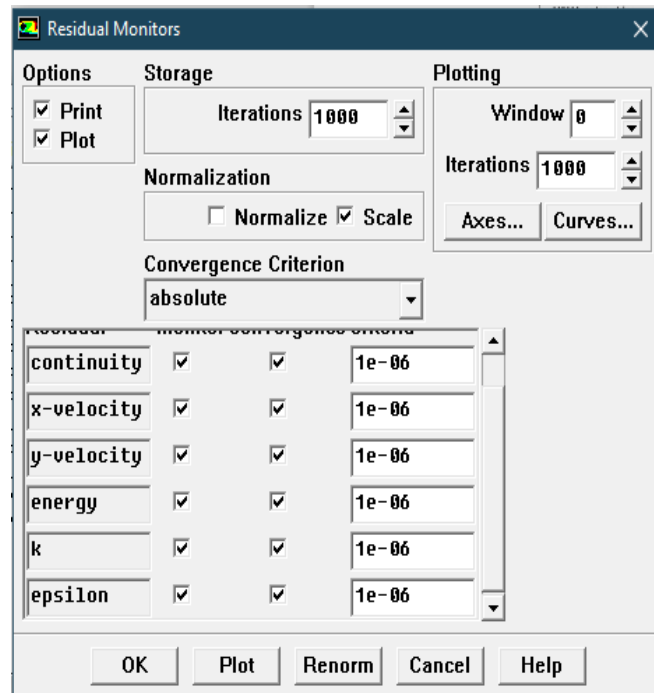 Residual Monitors
Options
Print
Plot
Storage
Iterations 1000
Normalization
Normalize Scale
Convergence Criterion
absolute
Plotting
Window 0
Iterations 1000
Axes... Curves...
continuity 1e-06
x-velocity 1e-06
y-velocity 1e-06
energy 1e-06
k 1e-06
epsilon 1e-06
OK Plot Renorm Cancel Help